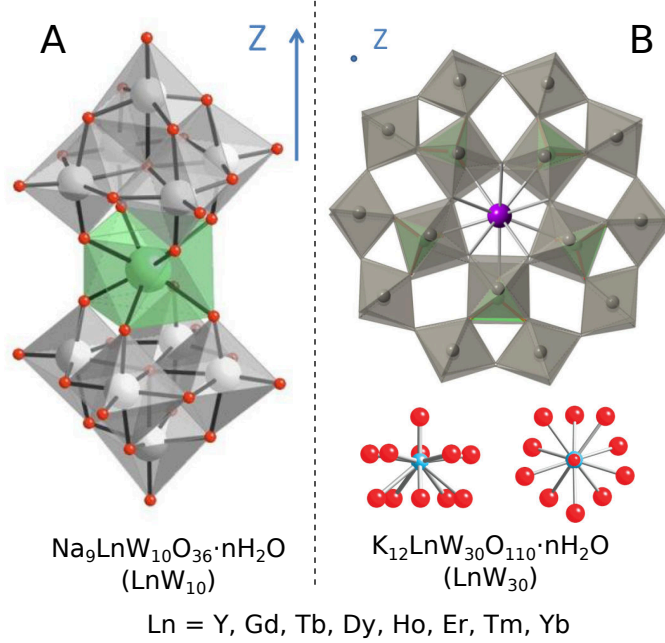 A
Z
Z
B
Na₉LnW₁₀O₃₆·nH₂O
(LnW₁₀)
K₁₂LnW₃₀O₁₁₀·nH₂O
(LnW₃₀)
Ln = Y, Gd, Tb, Dy, Ho, Er, Tm, Yb